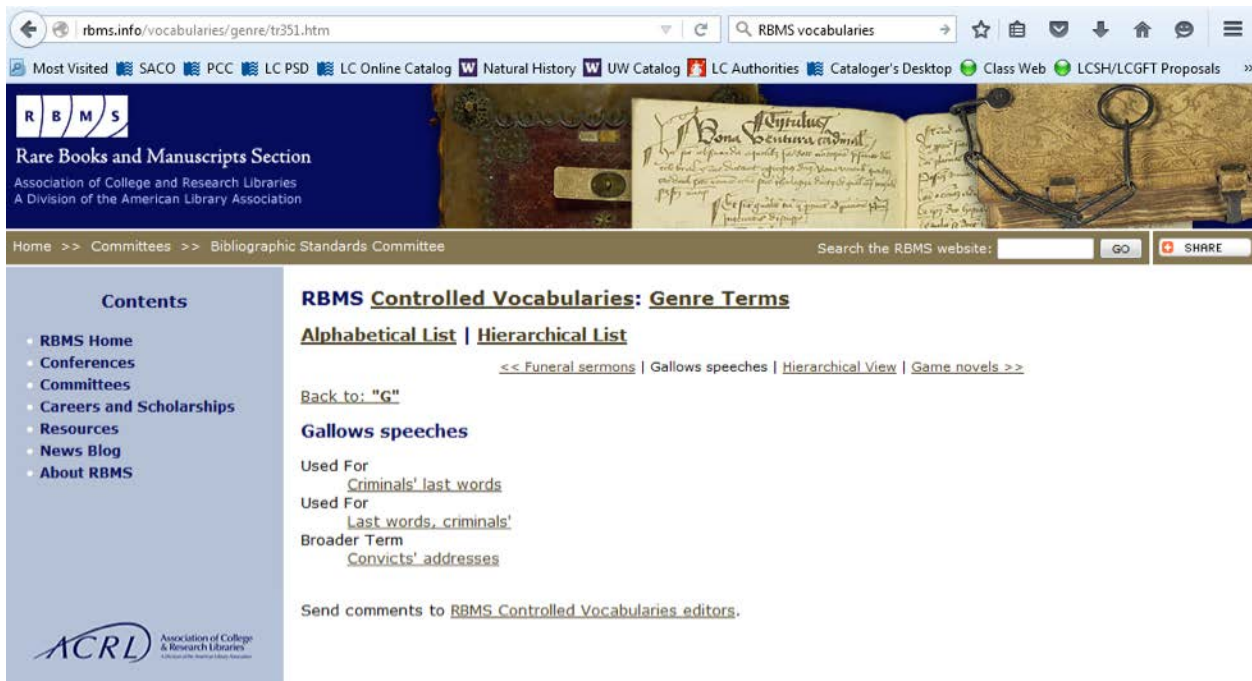 rbms.info/vocabularies/genre/tr351.htm RBMS vocabularies
Most Visited SACO PCC LC PSD LC Online Catalog W Natural History W UW Catalog LC Authorities Cataloger's Desktop Class Web LCSH/LCGFT Proposals »
R B M S
Rare Books and Manuscripts Section
Association of College and Research Libraries
A Division of the American Library Association
Home >> Committees >> Bibliographic Standards Committee Search the RBMS website: GO SHARE
Contents
RBMS Home
Conferences
Committees
Careers and Scholarships
Resources
News Blog
About RBMS
ACRL Association of College
& Research Libraries
RBMS Controlled Vocabularies: Genre Terms
Alphabetical List | Hierarchical List
<< Funeral sermons | Gallows speeches | Hierarchical View | Game novels >>
Back to: "G"
Gallows speeches
Used For
Criminals' last words
Used For
Last words, criminals'
Broader Term
Convicts' addresses
Send comments to RBMS Controlled Vocabularies editors.